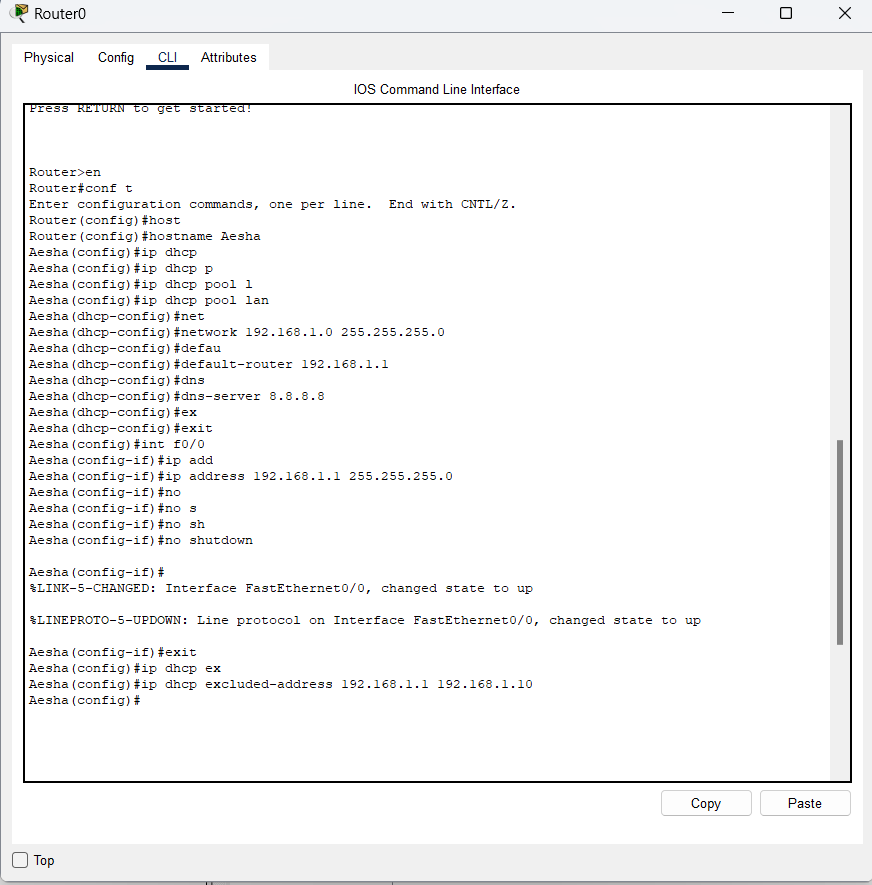 Router0
Physical Config CLI Attributes
IOS Command Line Interface
Press RETURN to get started!
Router>en
Router#conf t
Enter configuration commands, one per line.  End with CNTL/Z.
Router(config)#host
Router(config)#hostname Aesha
Aesha(config)#ip dhcp
Aesha(config)#ip dhcp p
Aesha(config)#ip dhcp pool l
Aesha(config)#ip dhcp pool lan
Aesha(dhcp-config)#net
Aesha(dhcp-config)#network 192.168.1.0 255.255.255.0
Aesha(dhcp-config)#defau
Aesha(dhcp-config)#default-router 192.168.1.1
Aesha(dhcp-config)#dns
Aesha(dhcp-config)#dns-server 8.8.8.8
Aesha(dhcp-config)#ex
Aesha(dhcp-config)#exit
Aesha(config)#int f0/0
Aesha(config-if)#ip add
Aesha(config-if)#ip address 192.168.1.1 255.255.255.0
Aesha(config-if)#no
Aesha(config-if)#no s
Aesha(config-if)#no sh
Aesha(config-if)#no shutdown
Aesha(config-if)#
%LINK-5-CHANGED: Interface FastEthernet0/0, changed state to up
%LINEPROTO-5-UPDOWN: Line protocol on Interface FastEthernet0/0, changed state to up
Aesha(config-if)#exit
Aesha(config)#ip dhcp ex
Aesha(config)#ip dhcp excluded-address 192.168.1.1 192.168.1.10
Aesha(config)#
Copy Paste
Top